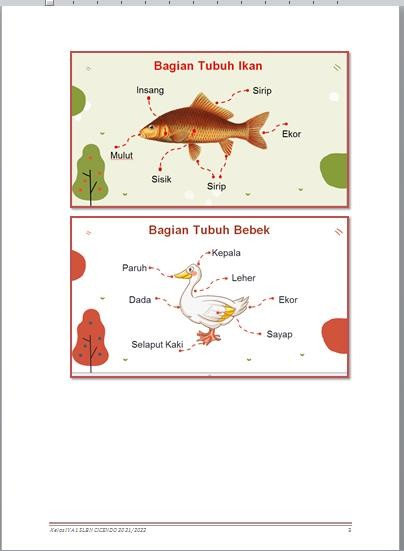 Bagian Tubuh Ikan
Insang
Sirip
Ekor
Mulut
Sisik
Sirip
Bagian Tubuh Bebek
Kepala
Paruh
Leher
Dada
Ekor
Sayap
Selaput Kaki
Kelas IV A1 SLBN CICENDO 2021/2022